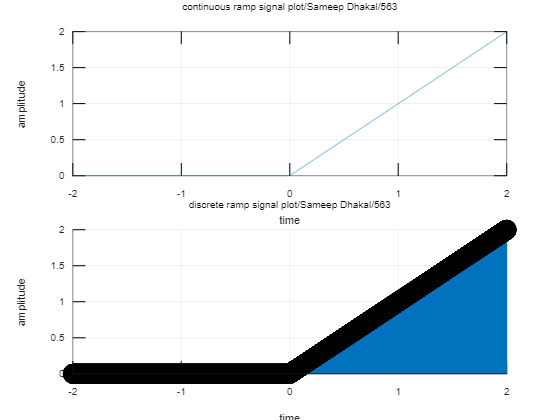 continuous ramp signal plot/Sameep Dhakal/563
2
1.5
amplitude
1
0.5
0
-2 -1 0 1 2
time
discrete ramp signal plot/Sameep Dhakal/563
2
1.5
amplitude
1
0.5
-2 -1 0 1 2
time